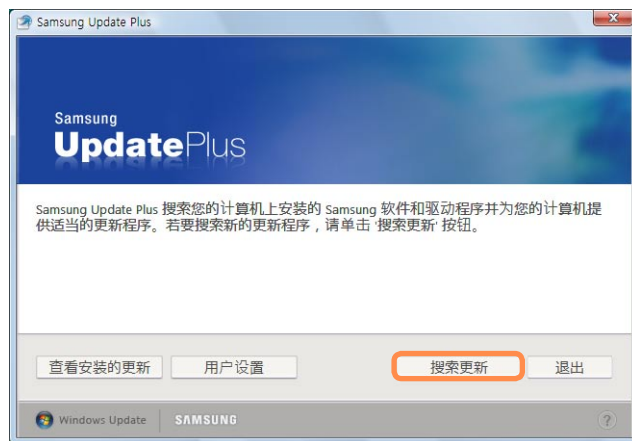 Samsung Update Plus
Samsung
UpdatePlus
Samsung Update Plus 搜索您的计算机上安装的 Samsung 软件和驱动程序并为您的计算机提
供适当的更新程序。若要搜索新的更新程序，请单击 '搜索更新' 按钮。
查看安装的更新 用户设置 搜索更新 退出
Windows Update SAMSUNG ?